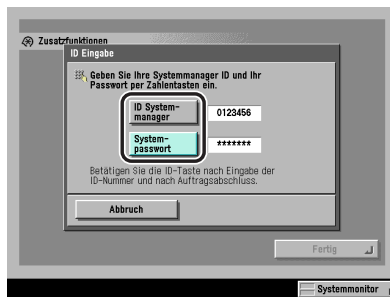 Zusatzfunktionen
ID Eingabe
Geben Sie Ihre Systemmanager ID und Ihr
Passwort per Zahlentasten ein.
ID System-
manager
0123456
System-
passwort
*******
Betätigen Sie die ID-Taste nach Eingabe der
ID-Nummer und nach Auftragsabschluss.
Abbruch
Fertig
Systemmonitor